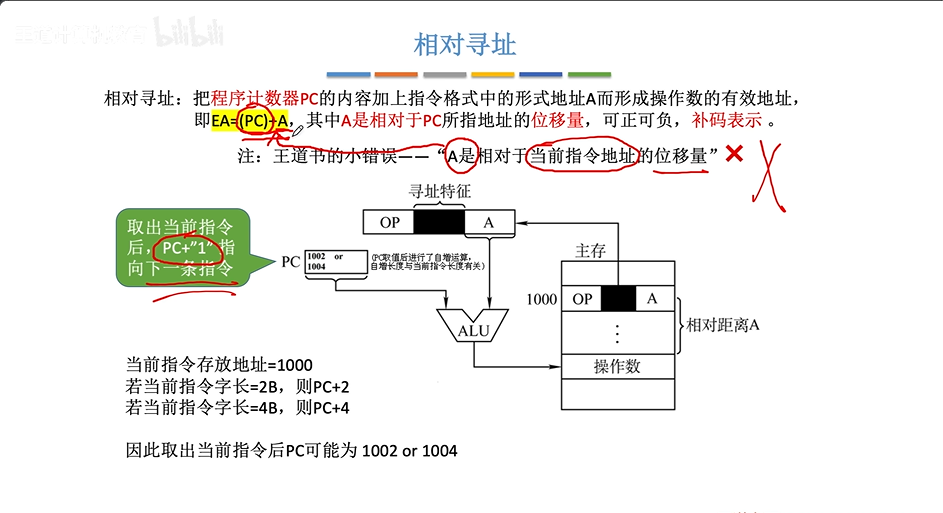 bilibili
相对寻址
相对寻址：把程序计数器PC的内容加上指令格式中的形式地址A而形成操作数的有效地址，
即EA=(PC)+A，其中A是相对于PC所指地址的位移量，可正可负，补码表示 。
注：王道书的小错误——“A是相对于当前指令地址的位移量”
寻址特征
OP A
取出当前指令
后，PC+”1”指
向下一条指令
PC
1002 or
1004
(PC取值后进行了自增运算，
自增长度与当前指令长度有关)
主存
1000 OP A
ALU
相对距离A
操作数
当前指令存放地址=1000
若当前指令字长=2B，则PC+2
若当前指令字长=4B，则PC+4
因此取出当前指令后PC可能为 1002 or 1004